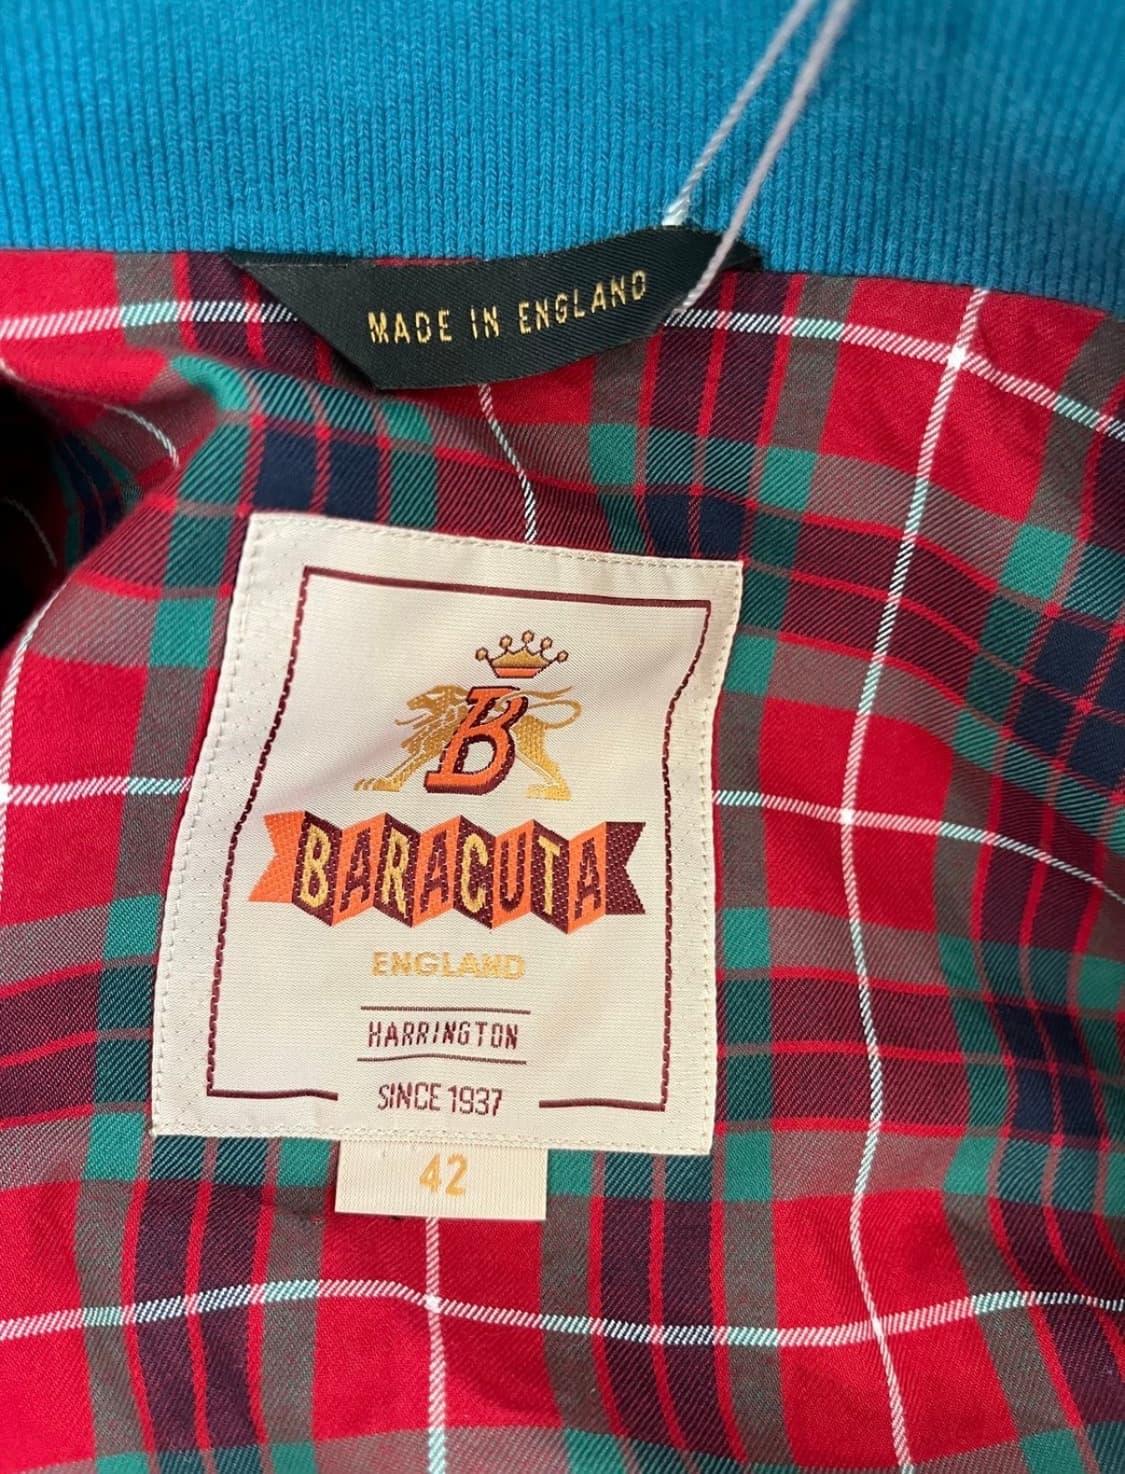 MADE IN ENGLAND
B
BARACUTA
ENGLAND
HARRINGTON
SINCE 1937
42